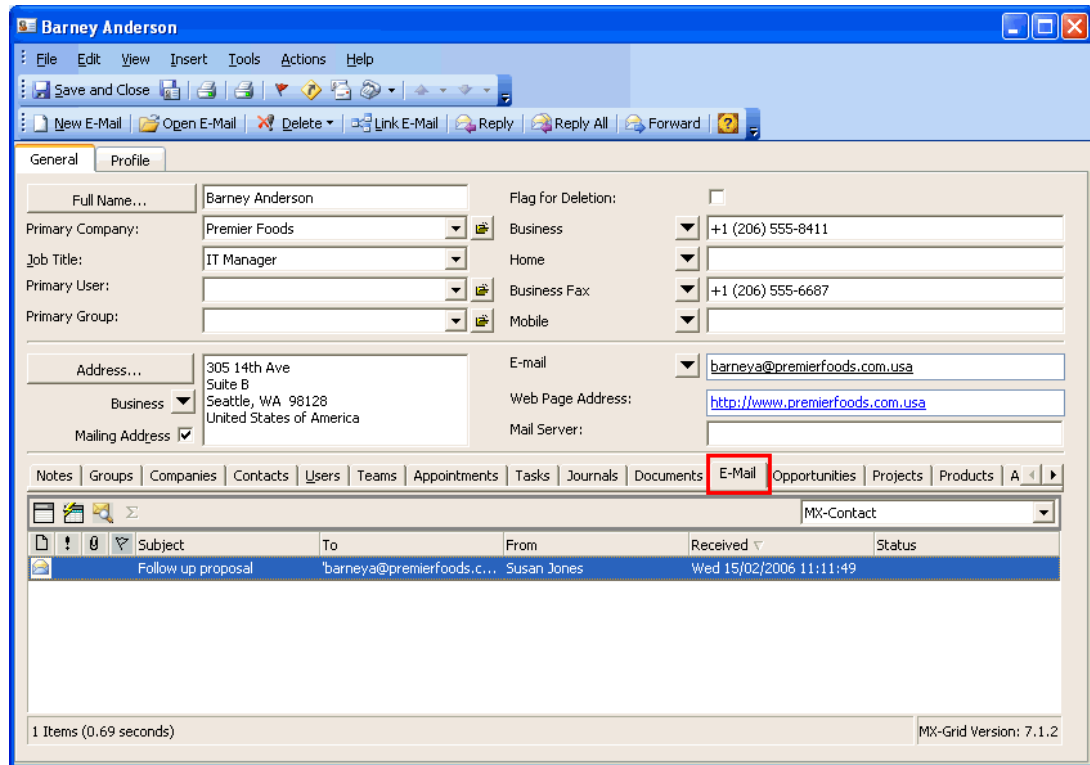 Barney Anderson
File Edit View Insert Tools Actions Help
Save and Close
New E-Mail Open E-Mail Delete Link E-Mail Reply Reply All Forward
General Profile
Full Name... Barney Anderson Flag for Deletion:
Primary Company: Premier Foods Business +1 (206) 555-8411
Job Title: IT Manager Home
Primary User: Business Fax +1 (206) 555-6687
Primary Group: Mobile
Address... 305 14th Ave E-mail barneya@premierfoods.com.usa
Suite B
Business Seattle, WA 98128 Web Page Address: http://www.premierfoods.com.usa
United States of America
Mailing Address Mail Server:
Notes Groups Companies Contacts Users Teams Appointments Tasks Journals Documents E-Mail Opportunities Projects Products A
MX-Contact
Subject To From Received Status
Follow up proposal 'barneya@premierfoods.c... Susan Jones Wed 15/02/2006 11:11:49
1 Items (0.69 seconds) MX-Grid Version: 7.1.2